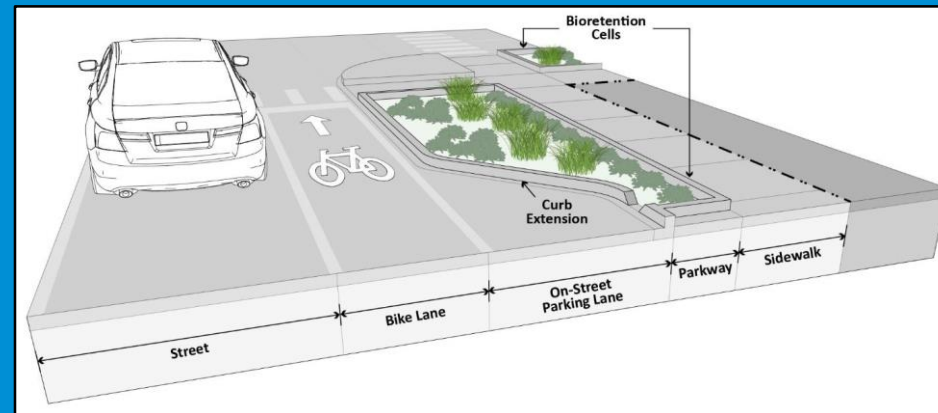 Bioretention
Cells
Curb
Extension
Street
Bike Lane
On-Street
Parking Lane
Parkway
Sidewalk